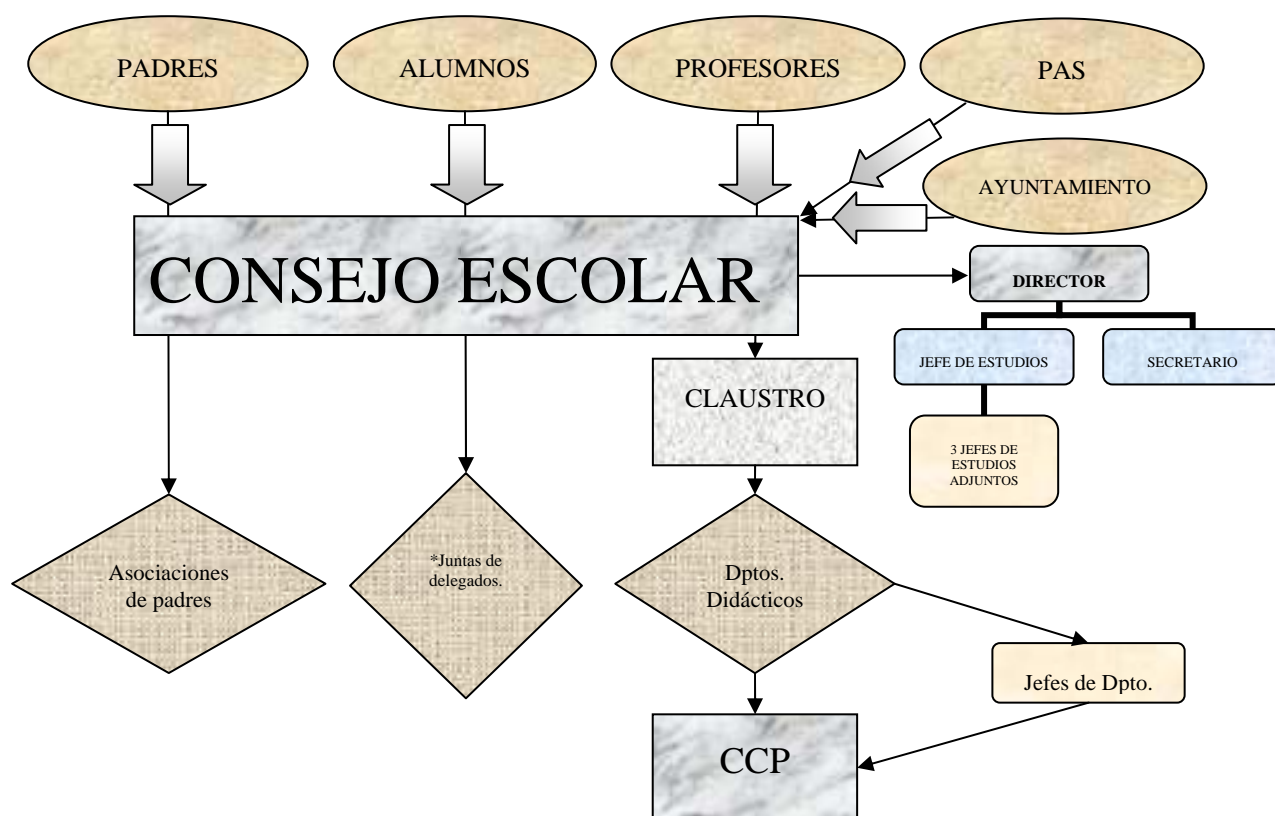 PADRES
ALUMNOS
PROFESORES
PAS
AYUNTAMIENTO
CONSEJO ESCOLAR
DIRECTOR
JEFE DE ESTUDIOS
SECRETARIO
CLAUSTRO
3 JEFES DE
ESTUDIOS
ADJUNTOS
Asociaciones
de padres
*Juntas de
delegados.
Dptos.
Didácticos
Jefes de Dpto.
CCP